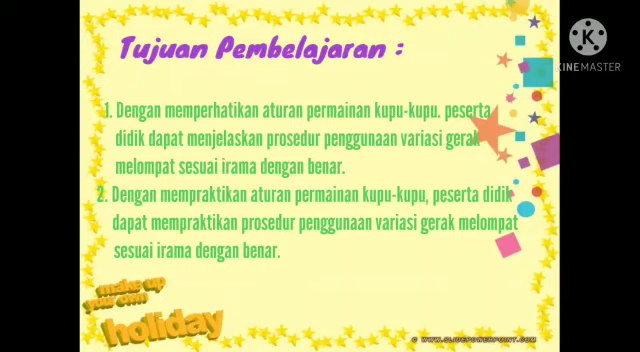 Tujuan Pembelajaran :
KINEMASTER
1. Dengan memperhatikan aturan permainan kupu-kupu. peserta
didik dapat menjelaskan prosedur penggunaan variasi gerak
melompat sesuai irama dengan benar.
2. Dengan mempraktikan aturan permainan kupu-kupu, peserta didik
dapat mempraktikan prosedur penggunaan variasi gerak melompat
sesuai irama dengan benar.
make up
your own
holiday
© WWW.SLIDEPOWERPOINT.COM